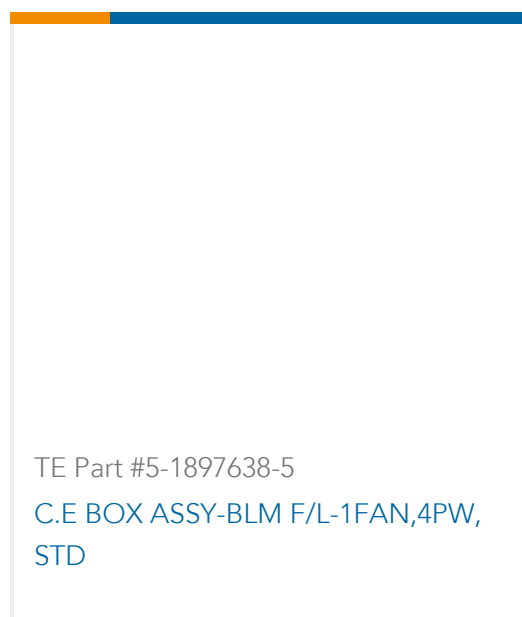 TE Part #5-1897638-5
C.E BOX ASSY-BLM F/L-1FAN,4PW,
STD